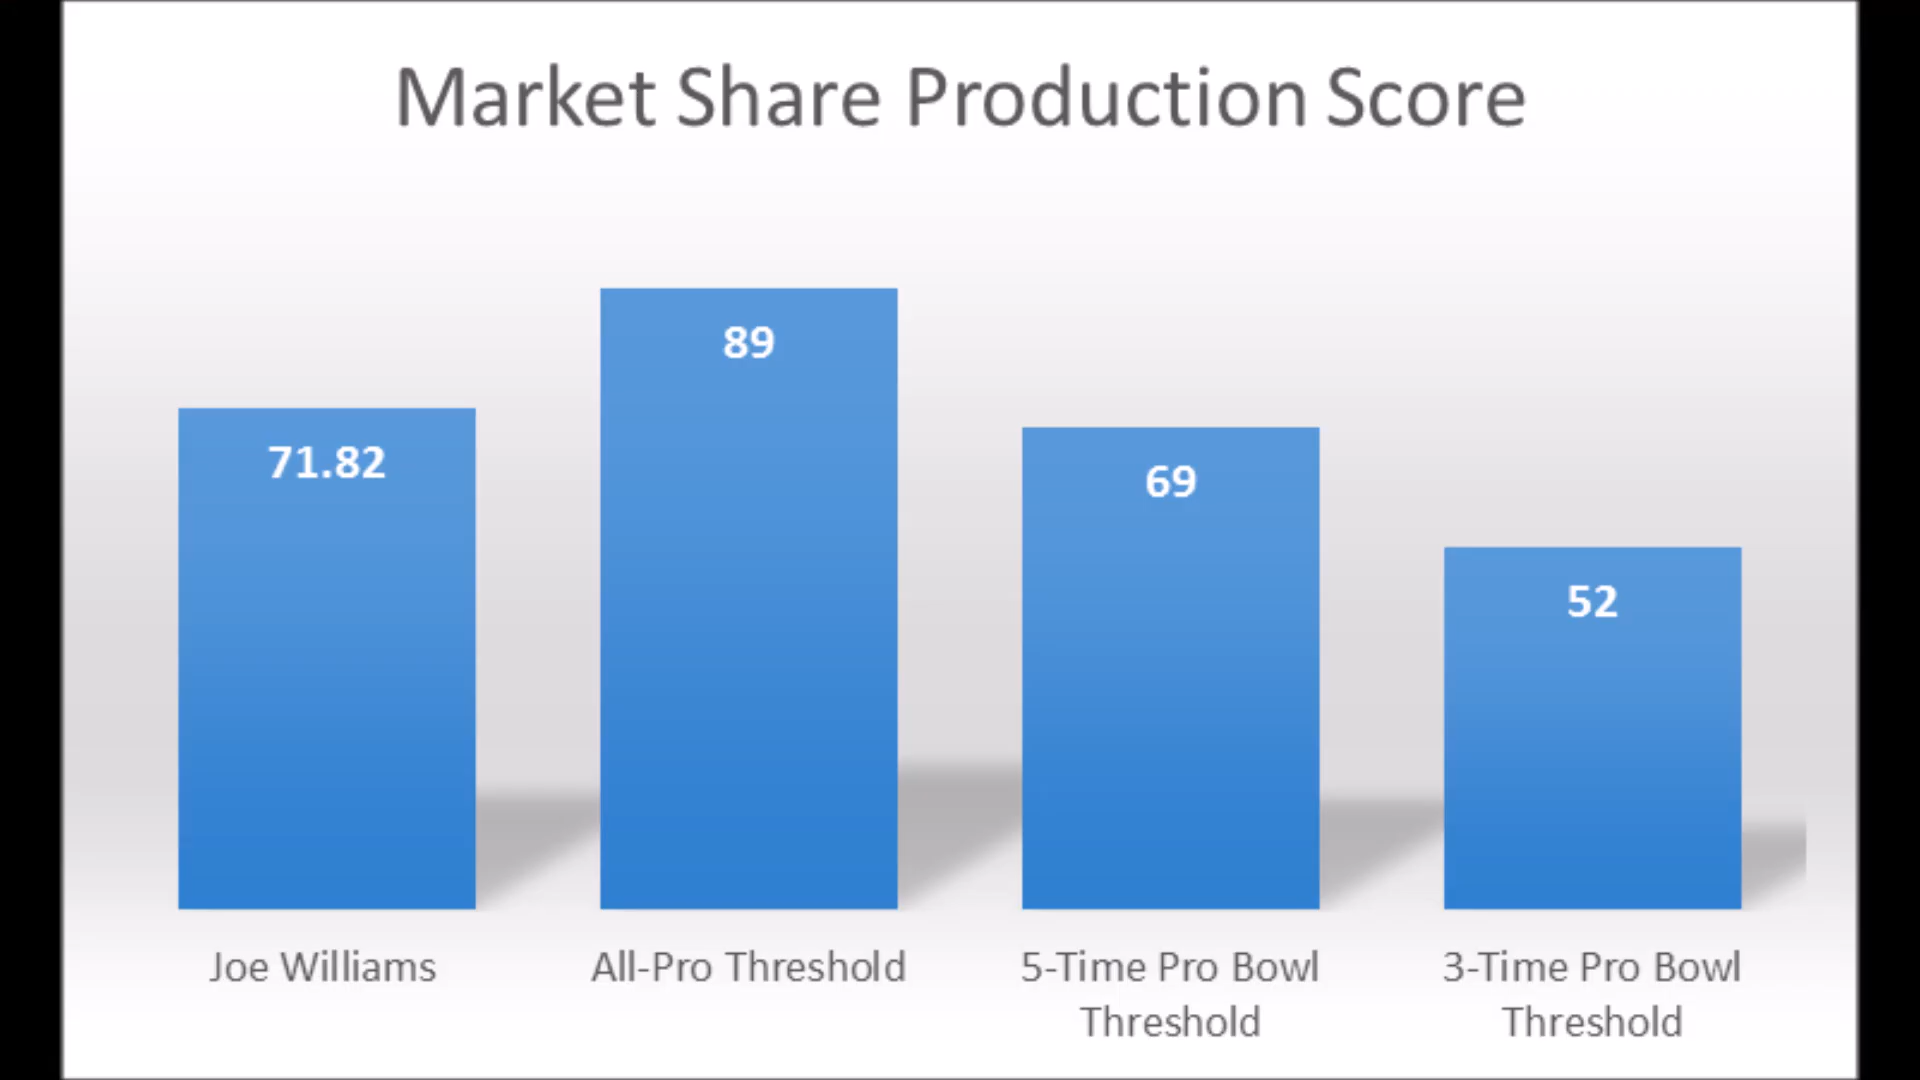 Market Share Production Score
71.82
89
69
52
Joe Williams
All-Pro Threshold
5-Time Pro Bowl
Threshold
3-Time Pro Bowl
Threshold